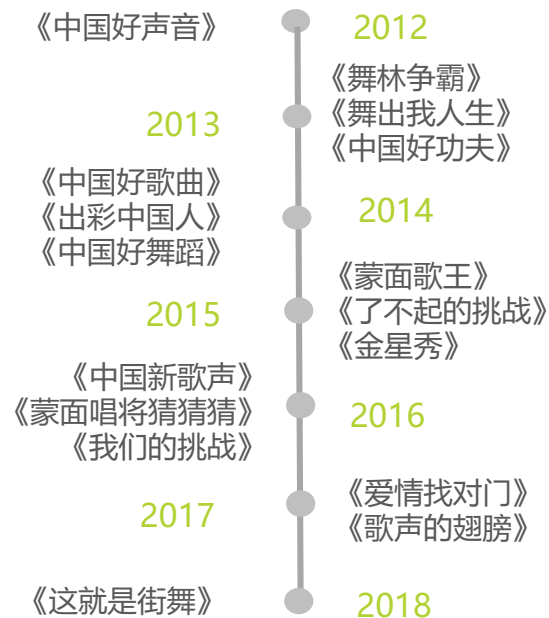 《中国好声音》
2012
2013
《舞林争霸》
《舞出我人生》
《中国好功夫》
《中国好歌曲》
《出彩中国人》
《中国好舞蹈》
2014
2015
《蒙面歌王》
《了不起的挑战》
《金星秀》
《中国新歌声》
《蒙面唱将猜猜猜》
《我们的挑战》
2016
2017
《爱情找对门》
《歌声的翅膀》
《这就是街舞》
2018